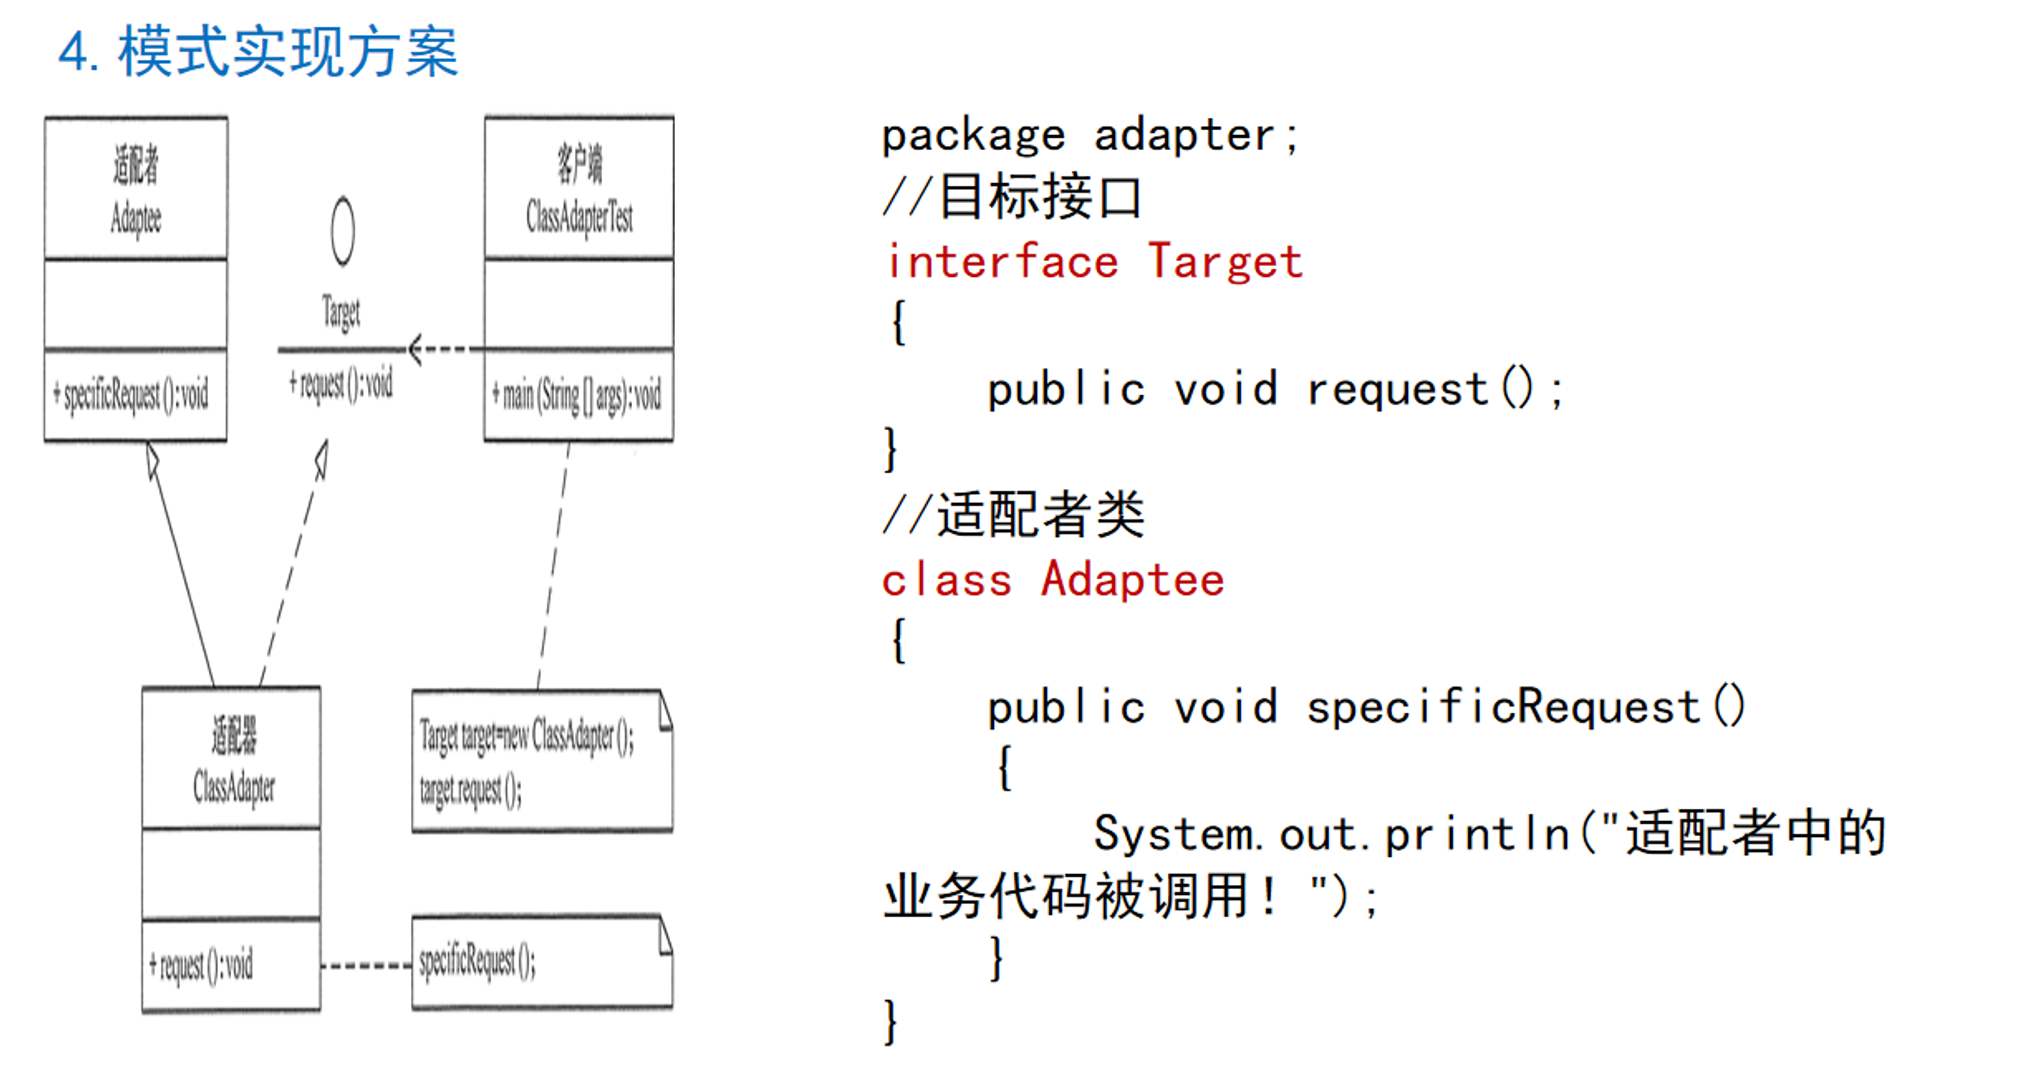 4. 模式实现方案
适配者
Adaptee
+ specificRequest():void
Target
+ request():void
客户端
ClassAdapterTest
+ main(String[] args):void
适配器
ClassAdapter
+ request():void
Target target=new ClassAdapter();
target.request();
specificRequest();
package adapter;
//目标接口
interface Target
{
public void request();
}
//适配者类
class Adaptee
{
public void specificRequest()
{
System.out.println("适配者中的
业务代码被调用！");
}
}